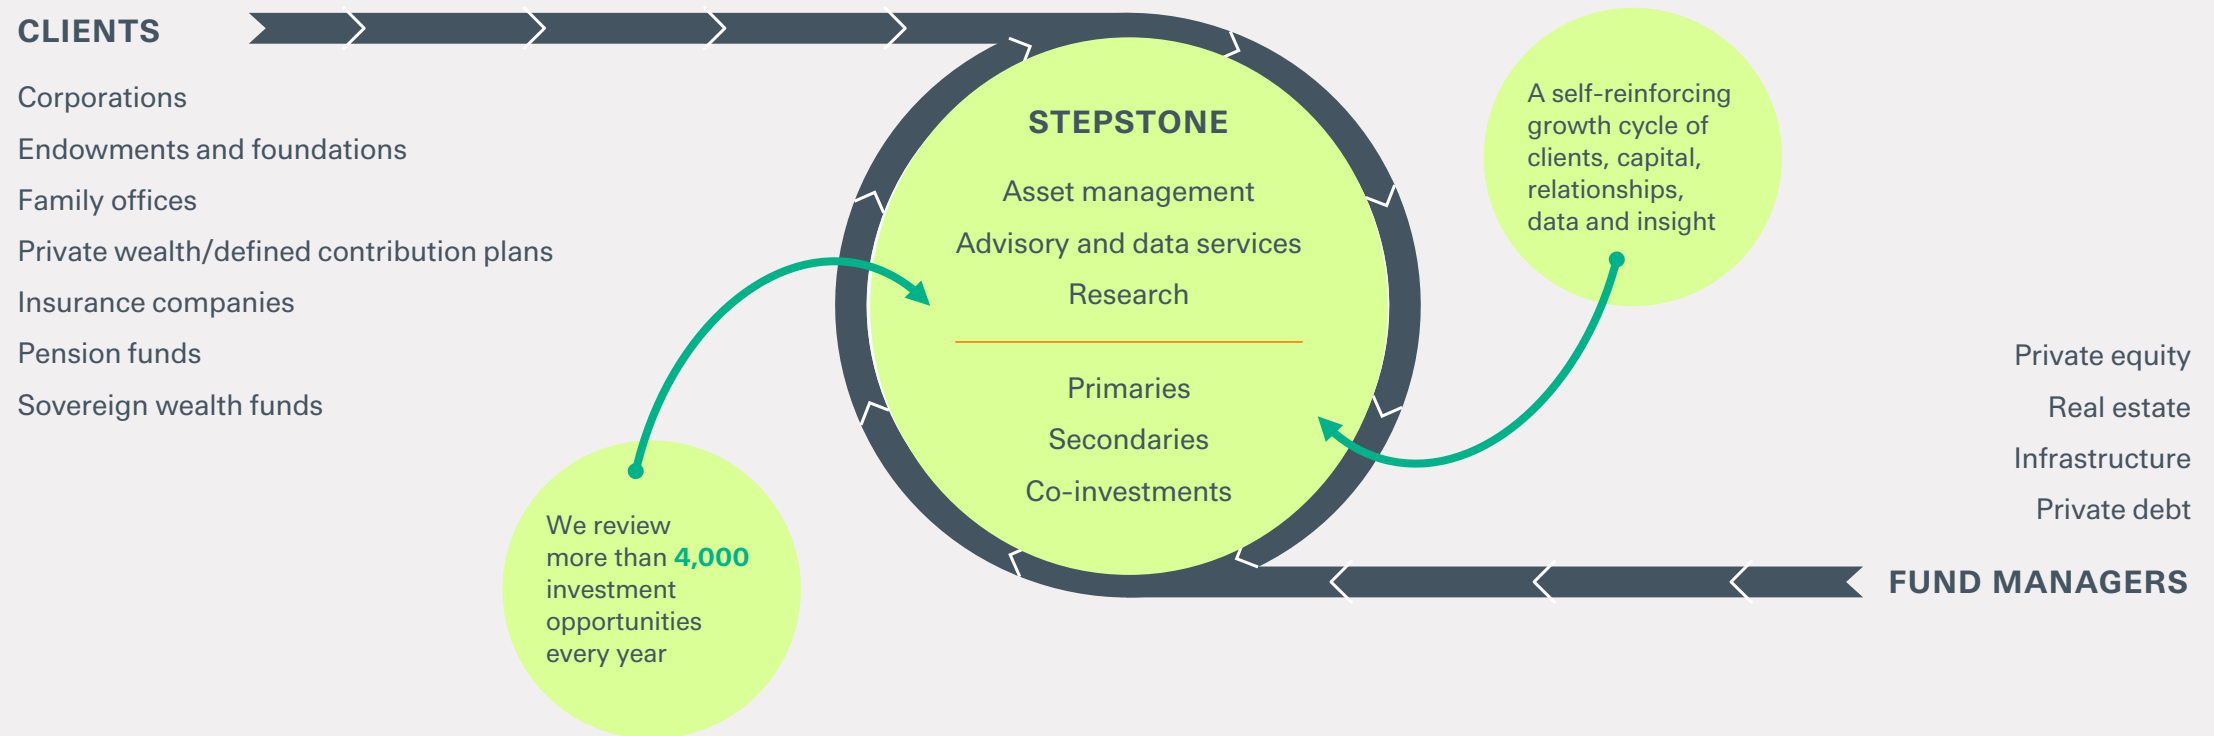 CLIENTS
Corporations
Endowments and foundations
Family offices
Private wealth/defined contribution plans
Insurance companies
Pension funds
Sovereign wealth funds
We review
more than 4,000
investment
opportunities
every year
STEPSTONE
Asset management
Advisory and data services
Research
Primaries
Secondaries
Co-investments
A self-reinforcing
growth cycle of
clients, capital,
relationships,
data and insight
Private equity
Real estate
Infrastructure
Private debt
FUND MANAGERS